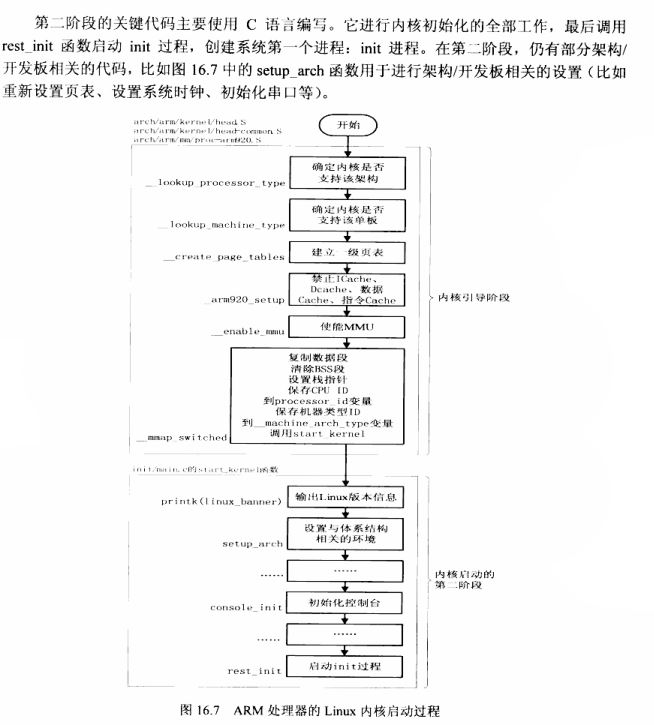 第二阶段的关键代码主要使用 C 语言编写。它进行内核初始化的全部工作，最后调用
rest_init 函数启动 init 过程，创建系统第一个进程：init 进程。在第二阶段，仍有部分架构/
开发板相关的代码，比如图 16.7 中的 setup_arch 函数用于进行架构/开发板相关的设置（比如
重新设置页表、设置系统时钟、初始化串口等）。
arch/arm/kernel/head.S
arch/arm/kernel/head-common.S
arch/arm/mm/proc-arm920.S
开始
确定内核是否
支持该架构
__lookup_processor_type
确定内核是否
支持该单板
__lookup_machine_type
建立一级页表
__create_page_tables
禁止ICache、
Dcache、数据
Cache、指令Cache
_arm920_setup
使能MMU
__enable_mmu
复制数据段
清除BSS段
设置栈指针
保存CPU ID
到processor_id变量
保存机器类型ID
到__machine_arch_type变量
调用start_kernel
__mmap_switched
内核引导阶段
init/main.c的start_kernel函数
输出Linux版本信息
printk(linux_banner)
设置与体系结构
相关的环境
setup_arch
……
……
初始化控制台
console_init
……
……
启动init过程
rest_init
内核启动的
第二阶段
图 16.7 ARM 处理器的 Linux 内核启动过程